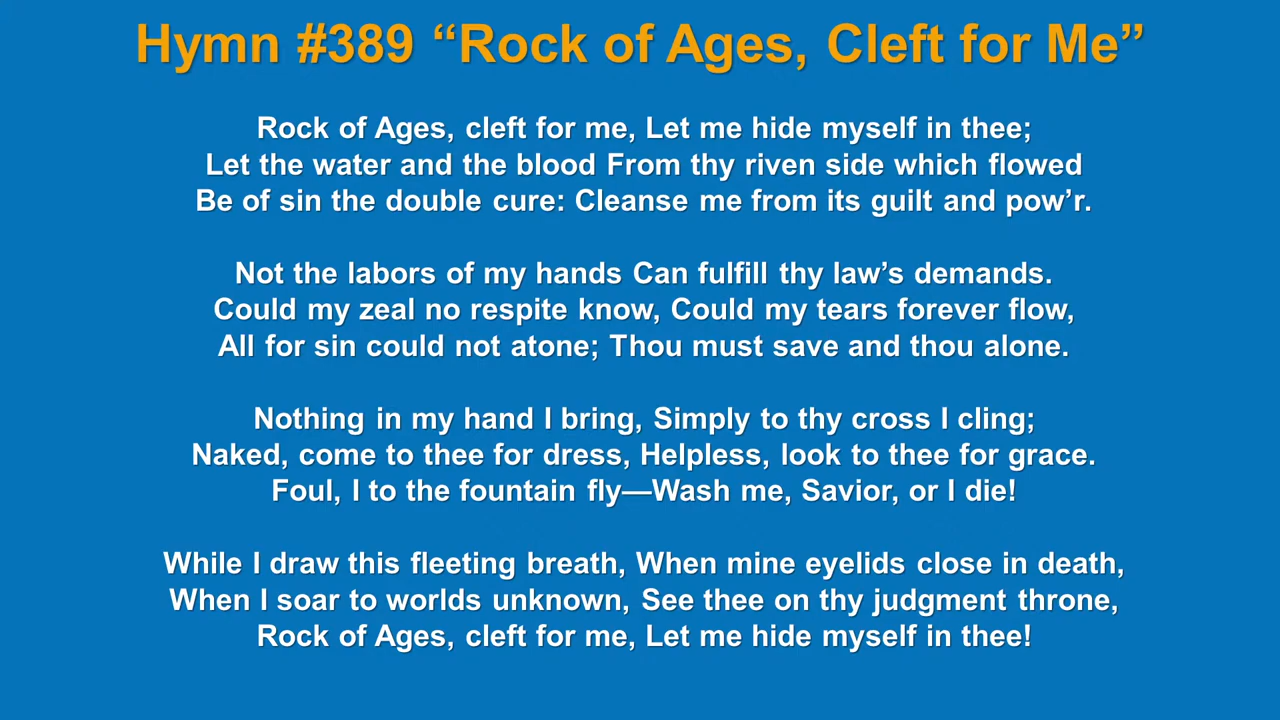 Hymn #389 “Rock of Ages, Cleft for Me”
Rock of Ages, cleft for me, Let me hide myself in thee;
Let the water and the blood From thy riven side which flowed
Be of sin the double cure: Cleanse me from its guilt and pow’r.
Not the labors of my hands Can fulfill thy law’s demands.
Could my zeal no respite know, Could my tears forever flow,
All for sin could not atone; Thou must save and thou alone.
Nothing in my hand I bring, Simply to thy cross I cling;
Naked, come to thee for dress, Helpless, look to thee for grace.
Foul, I to the fountain fly—Wash me, Savior, or I die!
While I draw this fleeting breath, When mine eyelids close in death,
When I soar to worlds unknown, See thee on thy judgment throne,
Rock of Ages, cleft for me, Let me hide myself in thee!